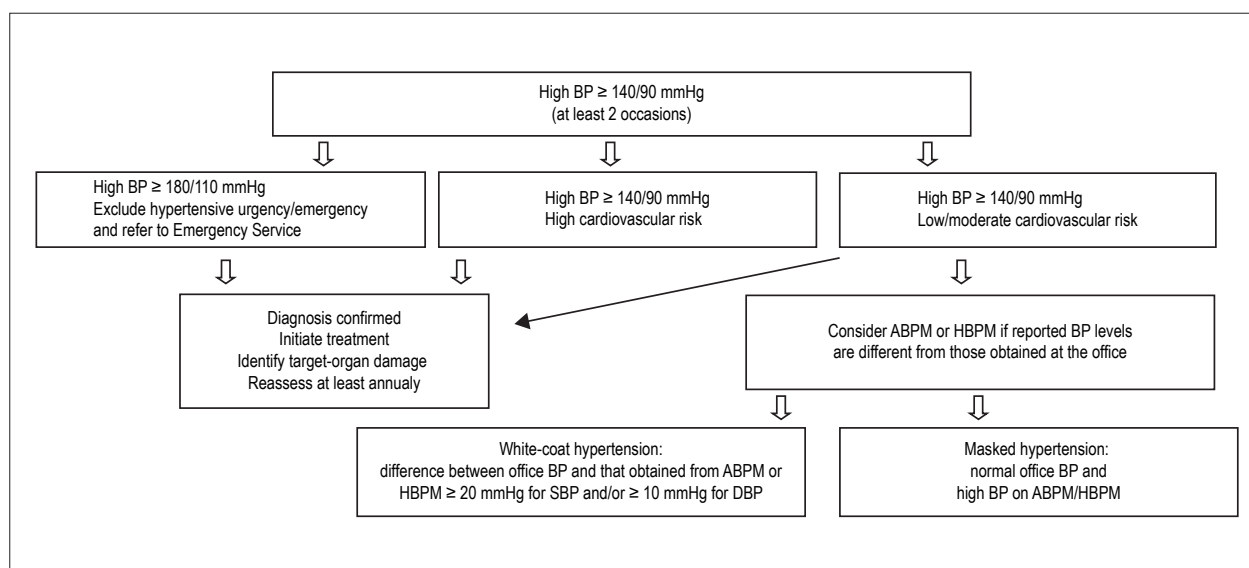 High BP ≥ 140/90 mmHg
(at least 2 occasions)
High BP ≥ 180/110 mmHg
Exclude hypertensive urgency/emergency
and refer to Emergency Service
High BP ≥ 140/90 mmHg
High cardiovascular risk
High BP ≥ 140/90 mmHg
Low/moderate cardiovascular risk
Diagnosis confirmed
Initiate treatment
Identify target-organ damage
Reassess at least annualy
Consider ABPM or HBPM if reported BP levels
are different from those obtained at the office
White-coat hypertension:
difference between office BP and that obtained from ABPM or
HBPM ≥ 20 mmHg for SBP and/or ≥ 10 mmHg for DBP
Masked hypertension:
normal office BP and
high BP on ABPM/HBPM